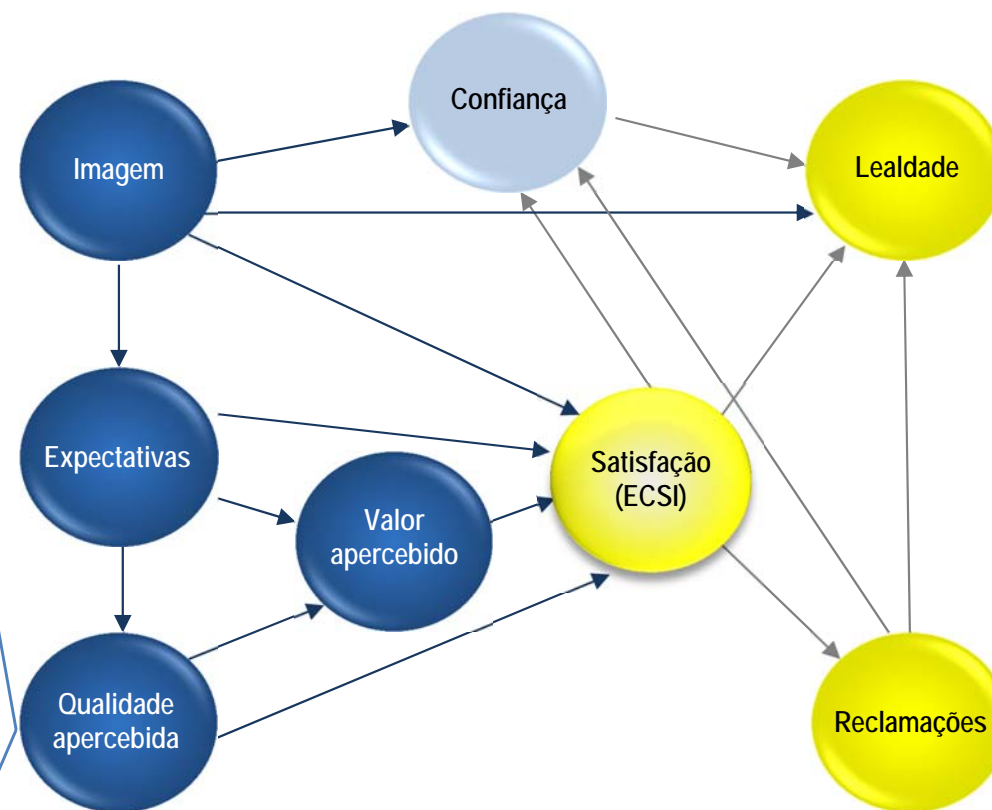 Confiança
Imagem
Lealdade
Expectativas
Satisfação
(ECSI)
Valor
apercebido
Qualidade
apercebida
Reclamações